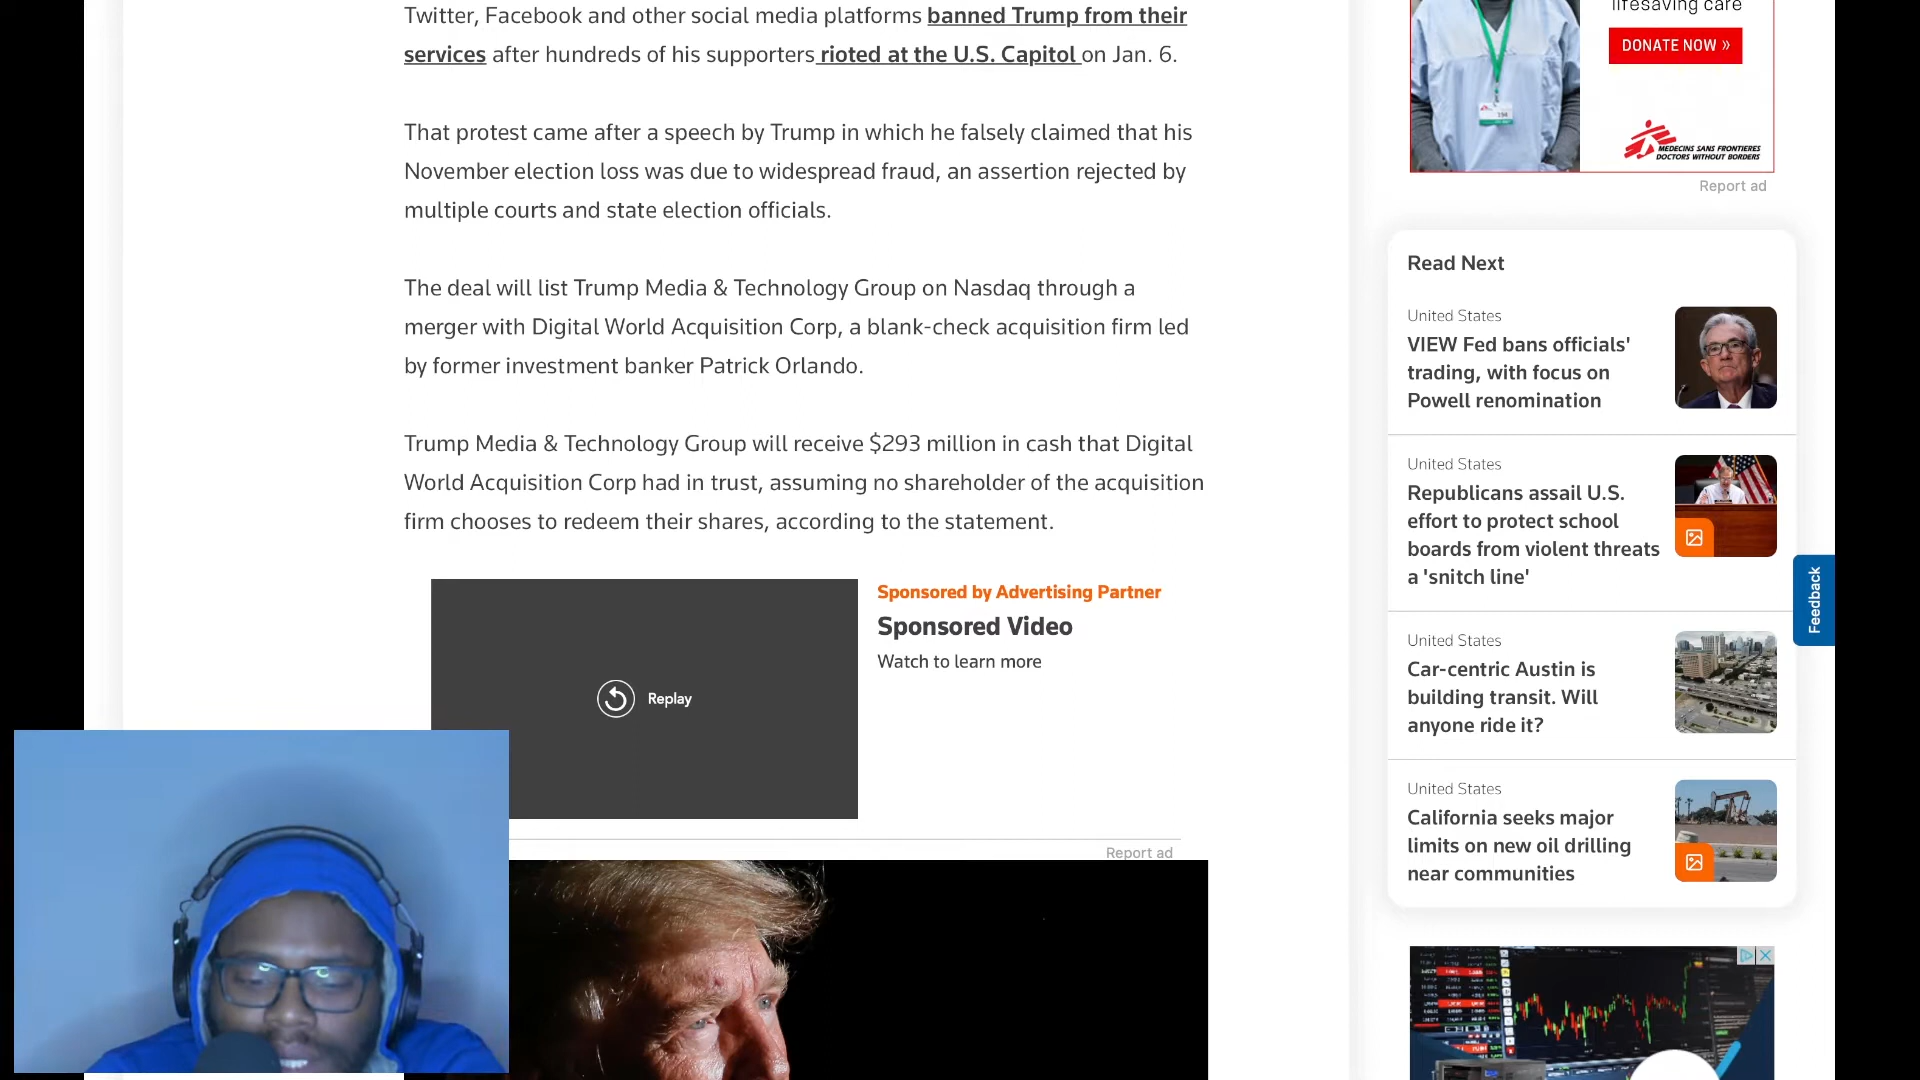 Twitter, Facebook and other social media platforms banned Trump from their
services after hundreds of his supporters rioted at the U.S. Capitol on Jan. 6.
That protest came after a speech by Trump in which he falsely claimed that his
November election loss was due to widespread fraud, an assertion rejected by
multiple courts and state election officials.
The deal will list Trump Media & Technology Group on Nasdaq through a
merger with Digital World Acquisition Corp, a blank-check acquisition firm led
by former investment banker Patrick Orlando.
Trump Media & Technology Group will receive $293 million in cash that Digital
World Acquisition Corp had in trust, assuming no shareholder of the acquisition
firm chooses to redeem their shares, according to the statement.
Replay
Sponsored by Advertising Partner
Sponsored Video
Watch to learn more
Report ad
lifesaving care
DONATE NOW »
MEDECINS SANS FRONTIERES
DOCTORS WITHOUT BORDERS
Report ad
Read Next
United States
VIEW Fed bans officials'
trading, with focus on
Powell renomination
United States
Republicans assail U.S.
effort to protect school
boards from violent threats
a 'snitch line'
United States
Car-centric Austin is
building transit. Will
anyone ride it?
United States
California seeks major
limits on new oil drilling
near communities
Feedback